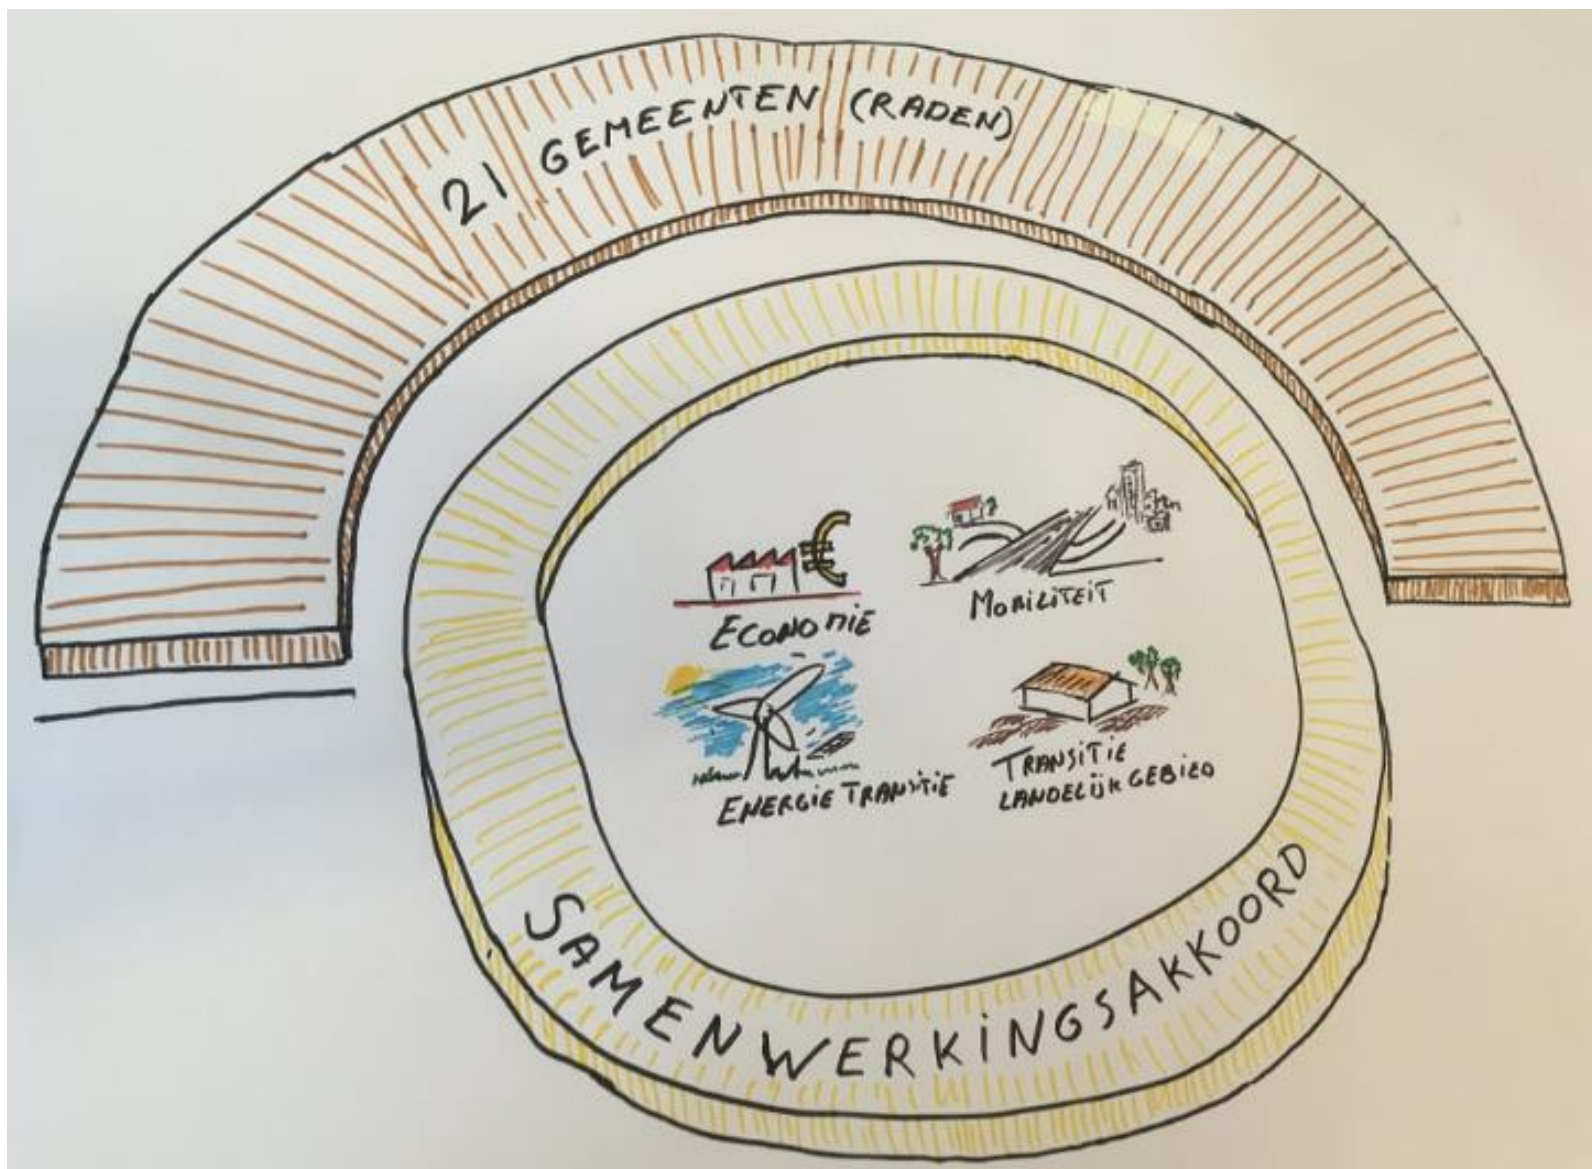 21 GEMEENTEN (RADEN)
ECONOMIE
MOBILITEIT
ENERGIE TRANSITIE
TRANSITIE
LANDELIJK GEBIED
SAMENWERKINGSAKKOORD